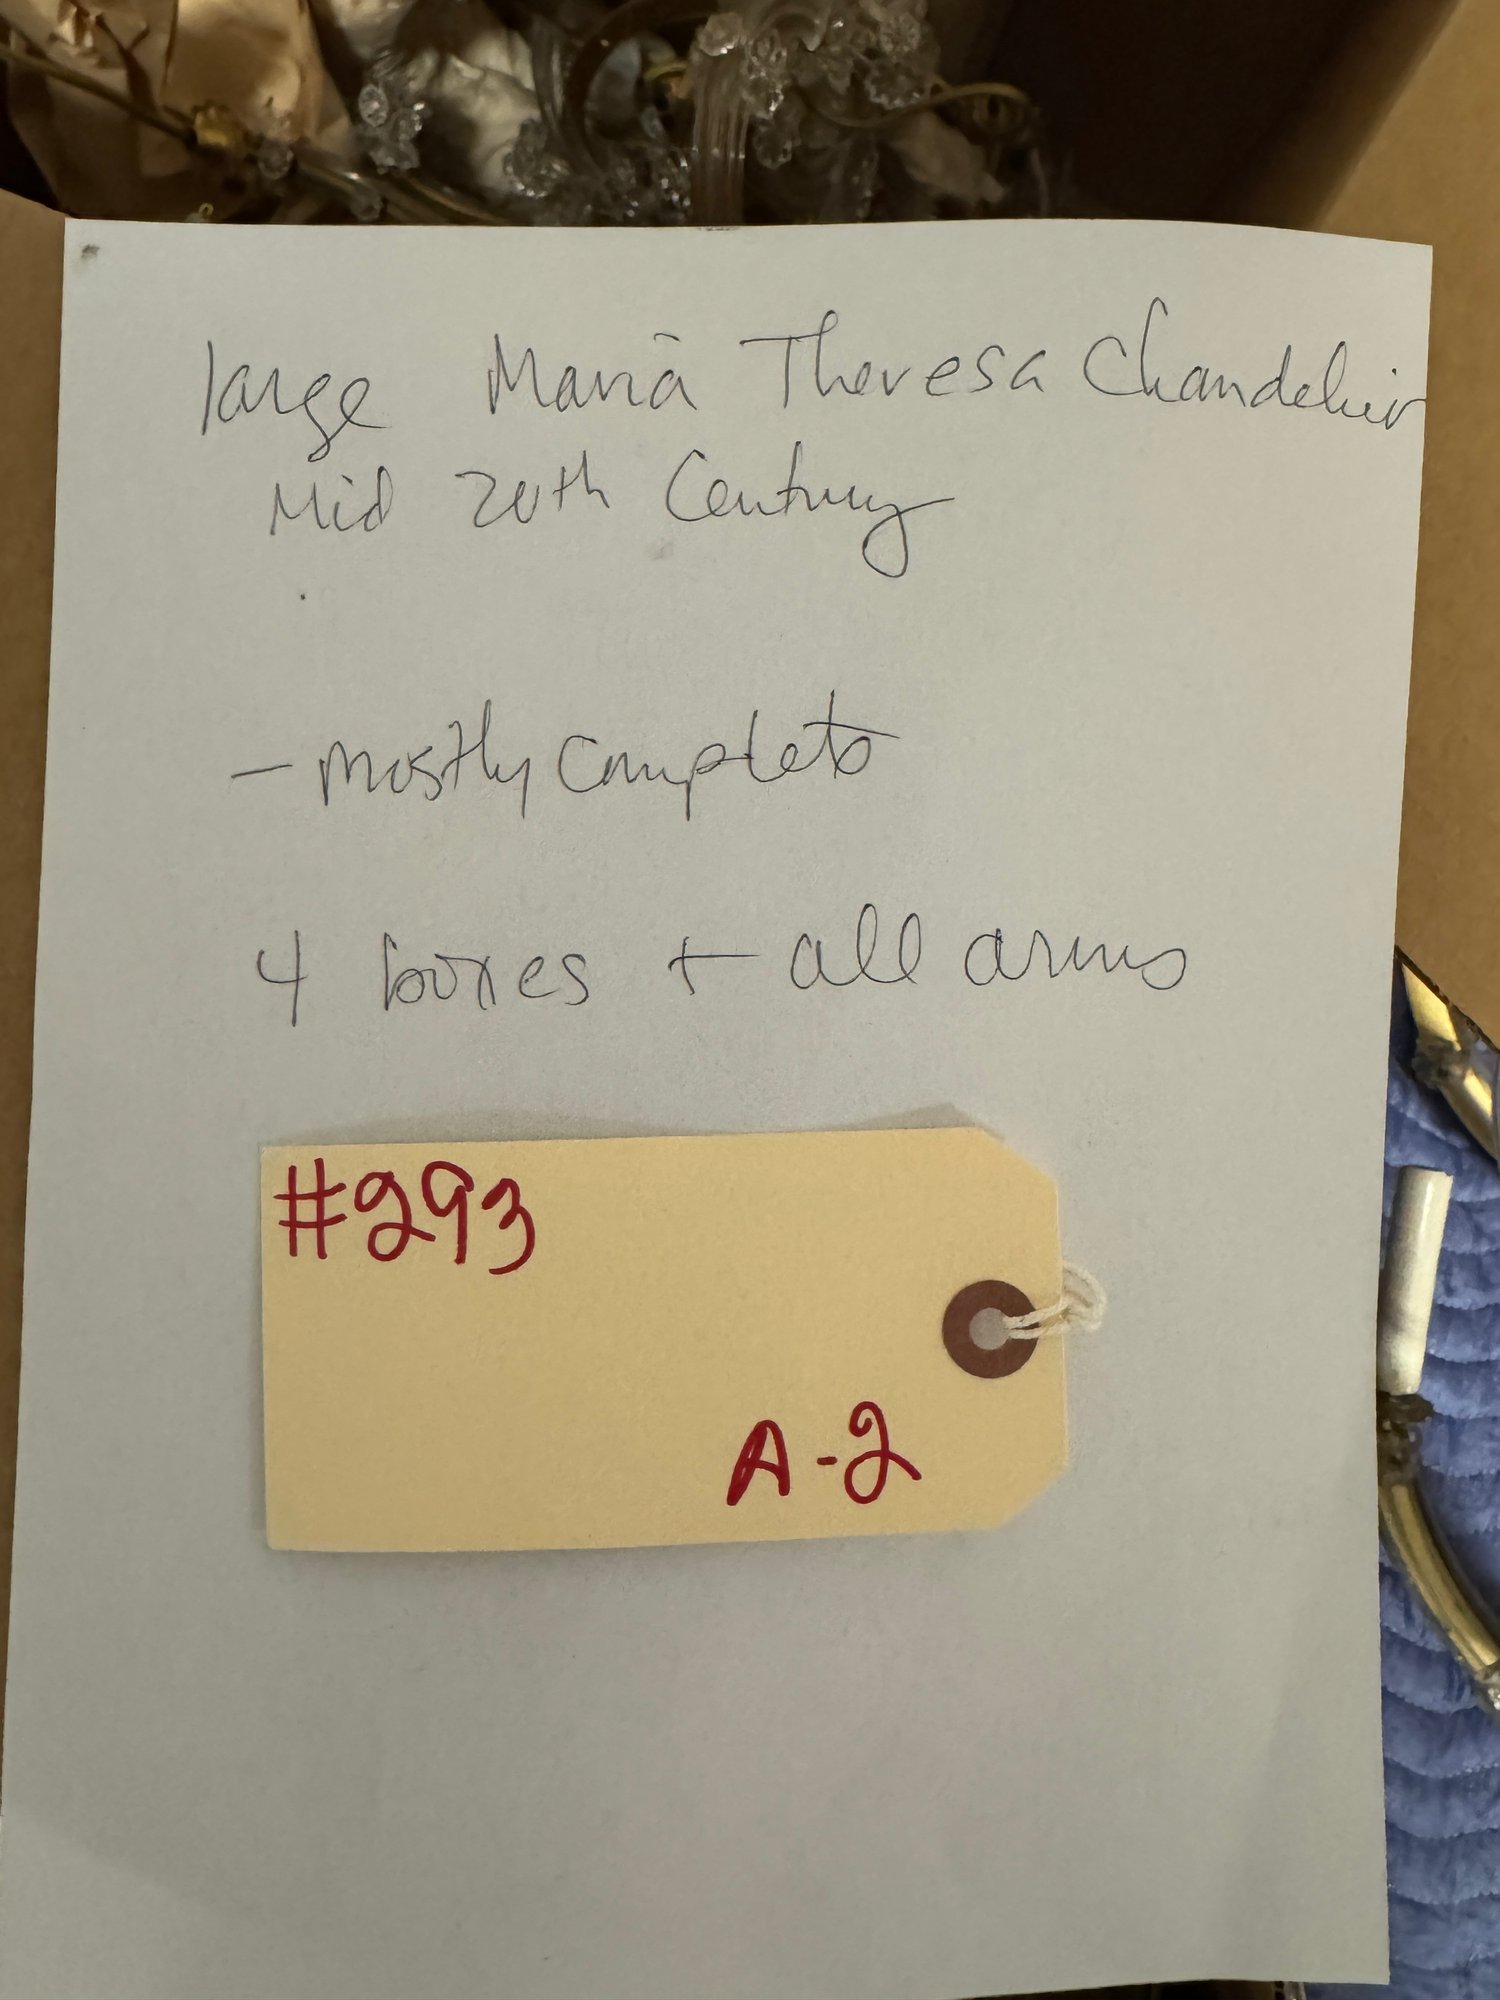 large Maria Theresa Chandelier
Mid 20th Century
- mostly complete
4 boxes + all arms
#293
A-2